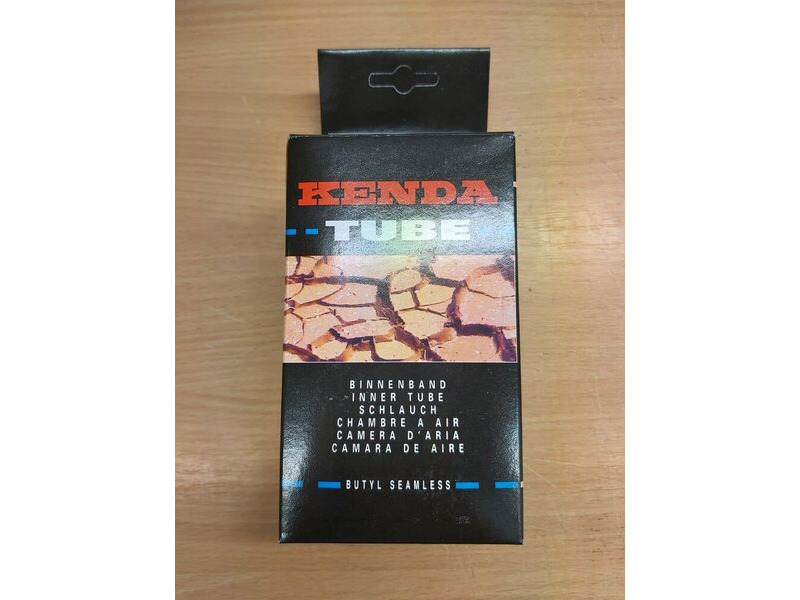 KENDA
TUBE
BINNENBAND
INNER TUBE
SCHLAUCH
CHAMBRE A AIR
CAMERA D'ARIA
CAMARA DE AIRE
BUTYL SEAMLESS